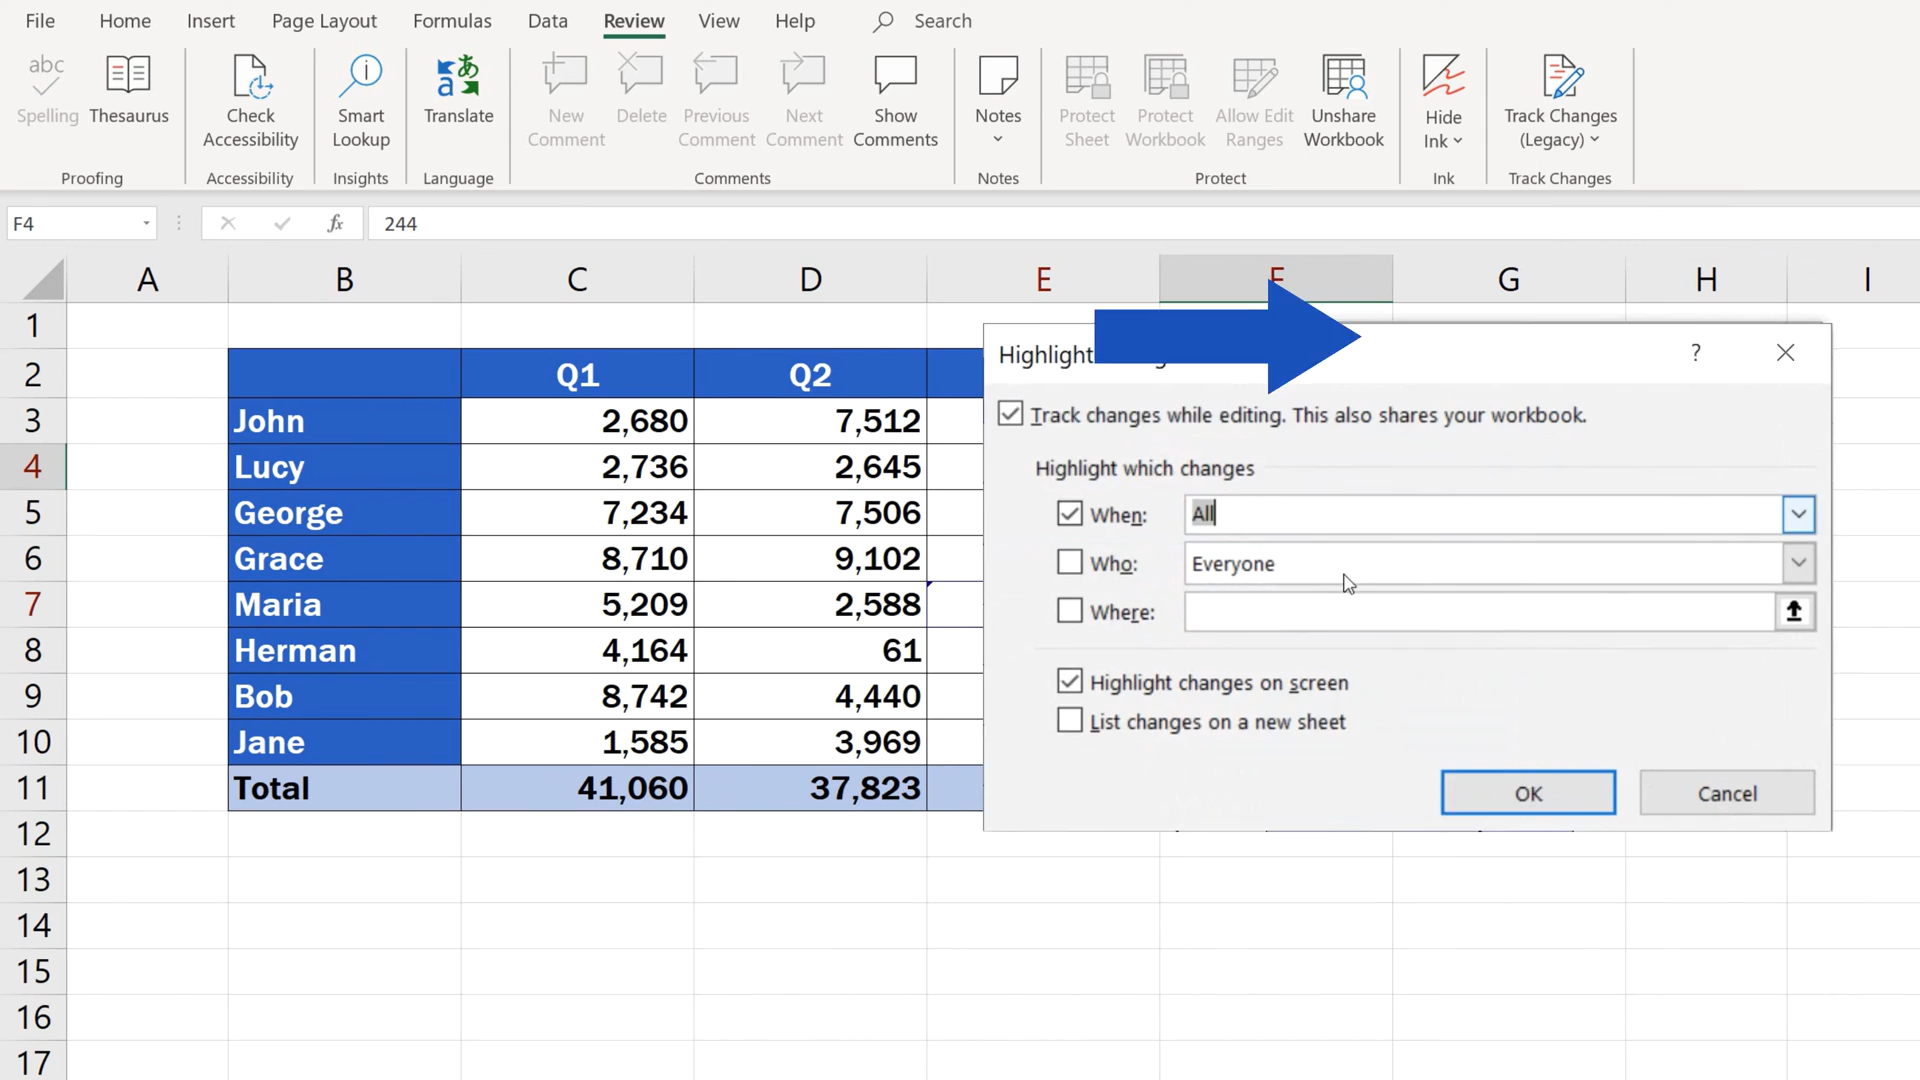 File Home Insert Page Layout Formulas Data Review View Help Search
abc
Spelling Thesaurus Check Accessibility Smart Lookup Translate New Comment Delete Previous Comment Next Comment Show Comments Notes Protect Sheet Protect Workbook Allow Edit Ranges Unshare Workbook Hide Ink Track Changes (Legacy)
Proofing Accessibility Insights Language Comments Notes Protect Ink Track Changes
F4 fx 244
A B C D E F G H I
1
2 Q1 Q2
3 John 2,680 7,512
4 Lucy 2,736 2,645
5 George 7,234 7,506
6 Grace 8,710 9,102
7 Maria 5,209 2,588
8 Herman 4,164 61
9 Bob 8,742 4,440
10 Jane 1,585 3,969
11 Total 41,060 37,823
12
13
14
15
16
17
Highlight ?
Track changes while editing. This also shares your workbook.
Highlight which changes
When: All
Who: Everyone
Where:
Highlight changes on screen
List changes on a new sheet
OK Cancel